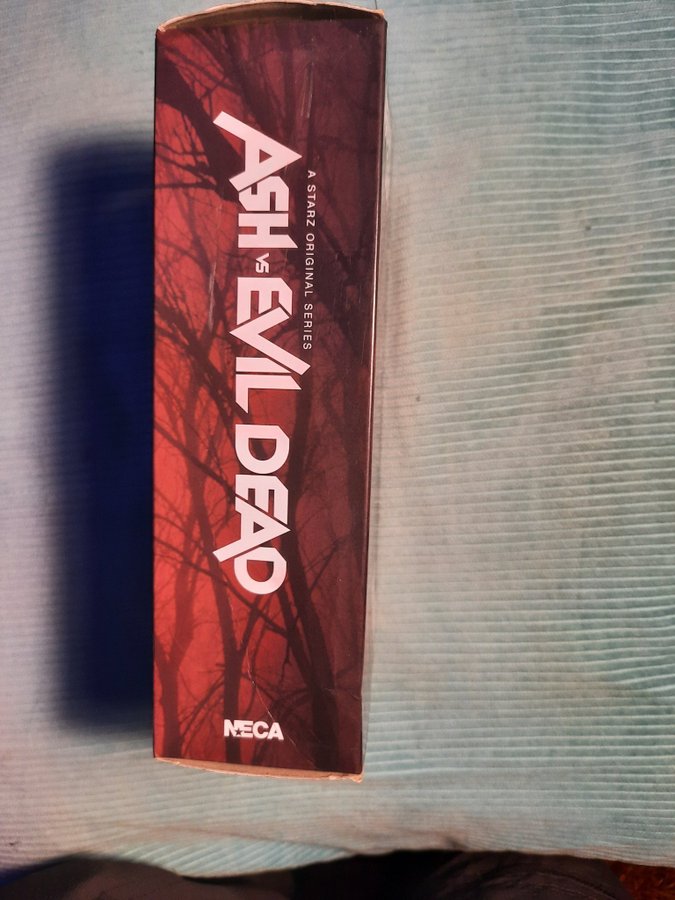 A STARZ ORIGINAL SERIES
ASH VS EVIL DEAD
NECA